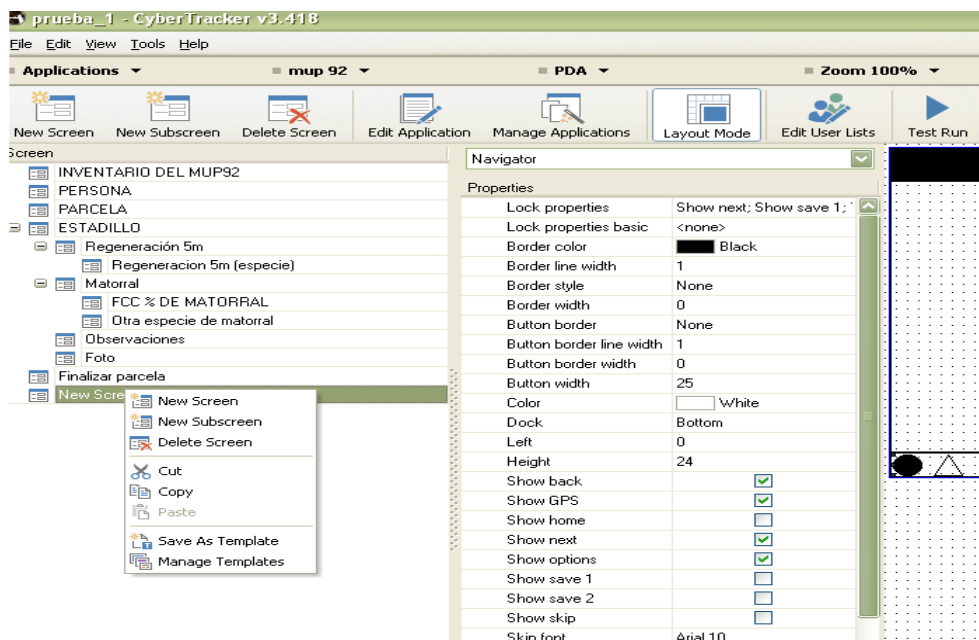 prueba_1 - CyberTracker v3.418
File Edit View Tools Help
Applications mup 92 PDA Zoom 100%
New Screen New Subscreen Delete Screen Edit Application Manage Applications Layout Mode Edit User Lists Test Run
Screen
INVENTARIO DEL MUP92
PERSONA
PARCELA
ESTADILLO
Regeneración 5m
Regeneracion 5m (especie)
Matorral
FCC % DE MATORRAL
Otra especie de matorral
Observaciones
Foto
Finalizar parcela
New Scre
New Screen
New Subscreen
Delete Screen
Cut
Copy
Paste
Save As Template
Manage Templates
Navigator
Properties
Lock properties Show next; Show save 1;
Lock properties basic <none>
Border color Black
Border line width 1
Border style None
Border width 0
Button border None
Button border line width 1
Button border width 0
Button width 25
Color White
Dock Bottom
Left 0
Height 24
Show back
Show GPS
Show home
Show next
Show options
Show save 1
Show save 2
Show skip
Skip font Arial 10